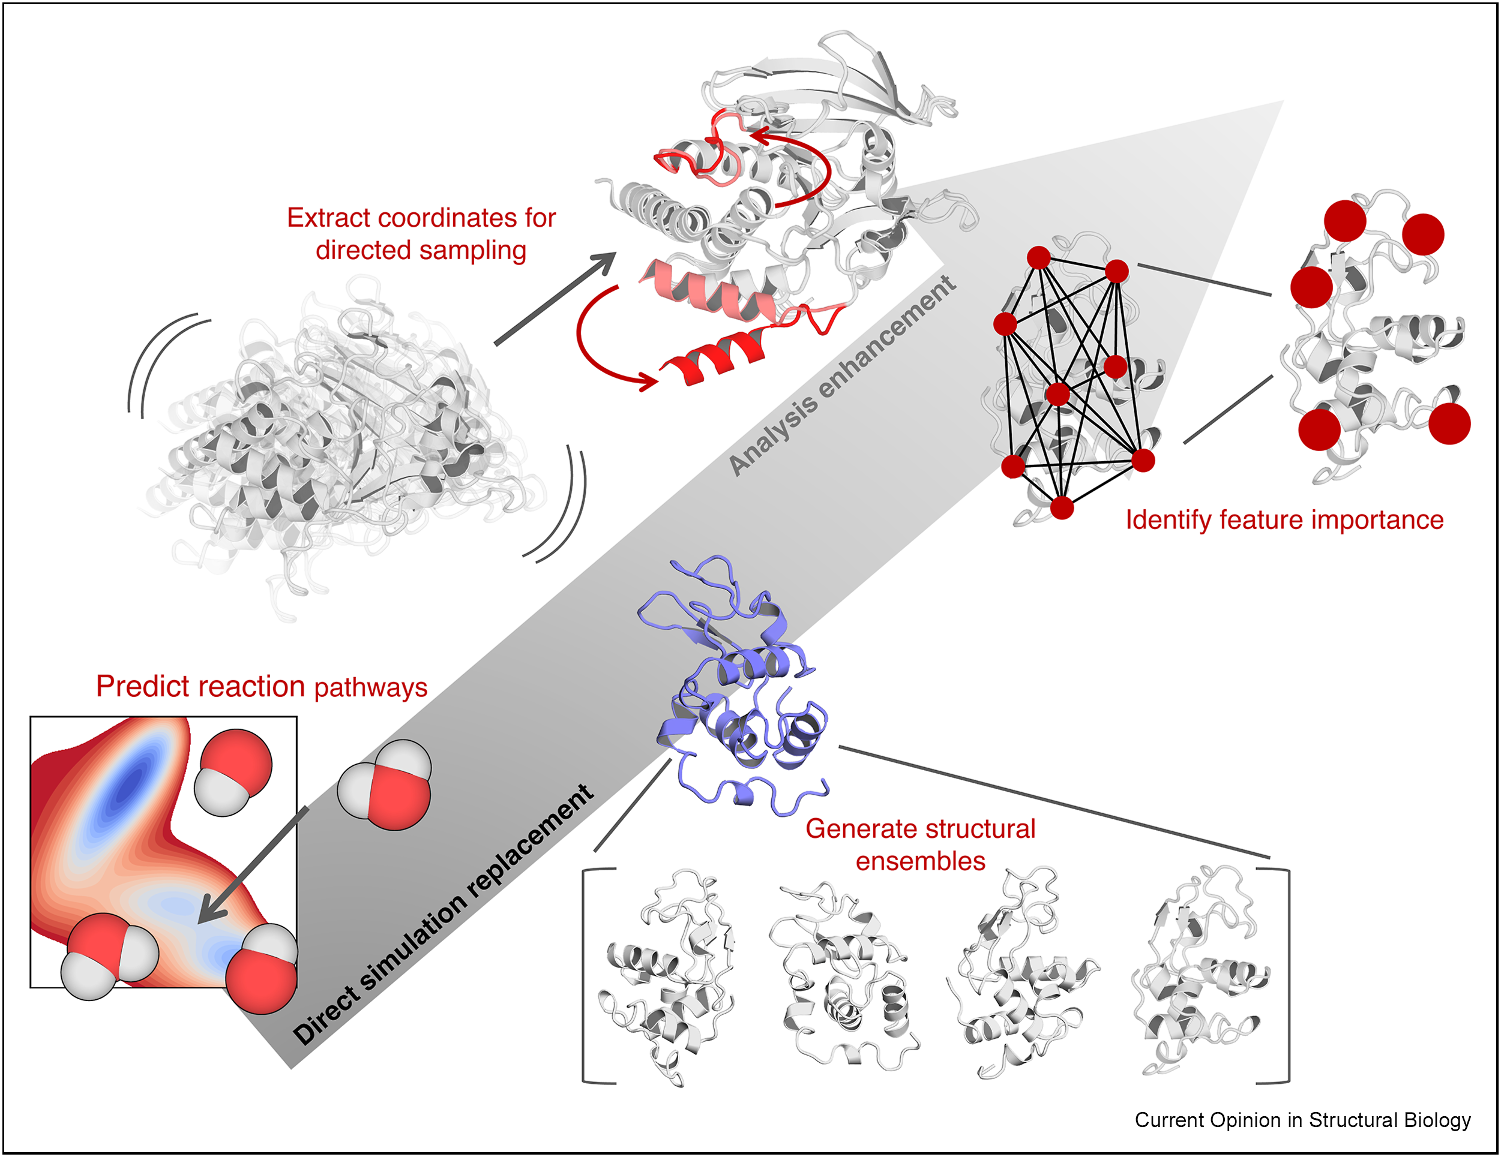 Extract coordinates for
directed sampling
Analysis enhancement
Identify feature importance
Predict reaction pathways
Direct simulation replacement
Generate structural
ensembles
Current Opinion in Structural Biology